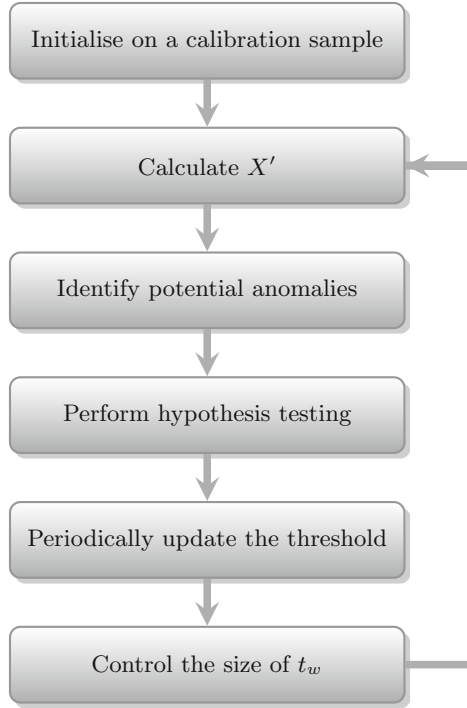 Initialise on a calibration sample
Calculate X′
Identify potential anomalies
Perform hypothesis testing
Periodically update the threshold
Control the size of t_w